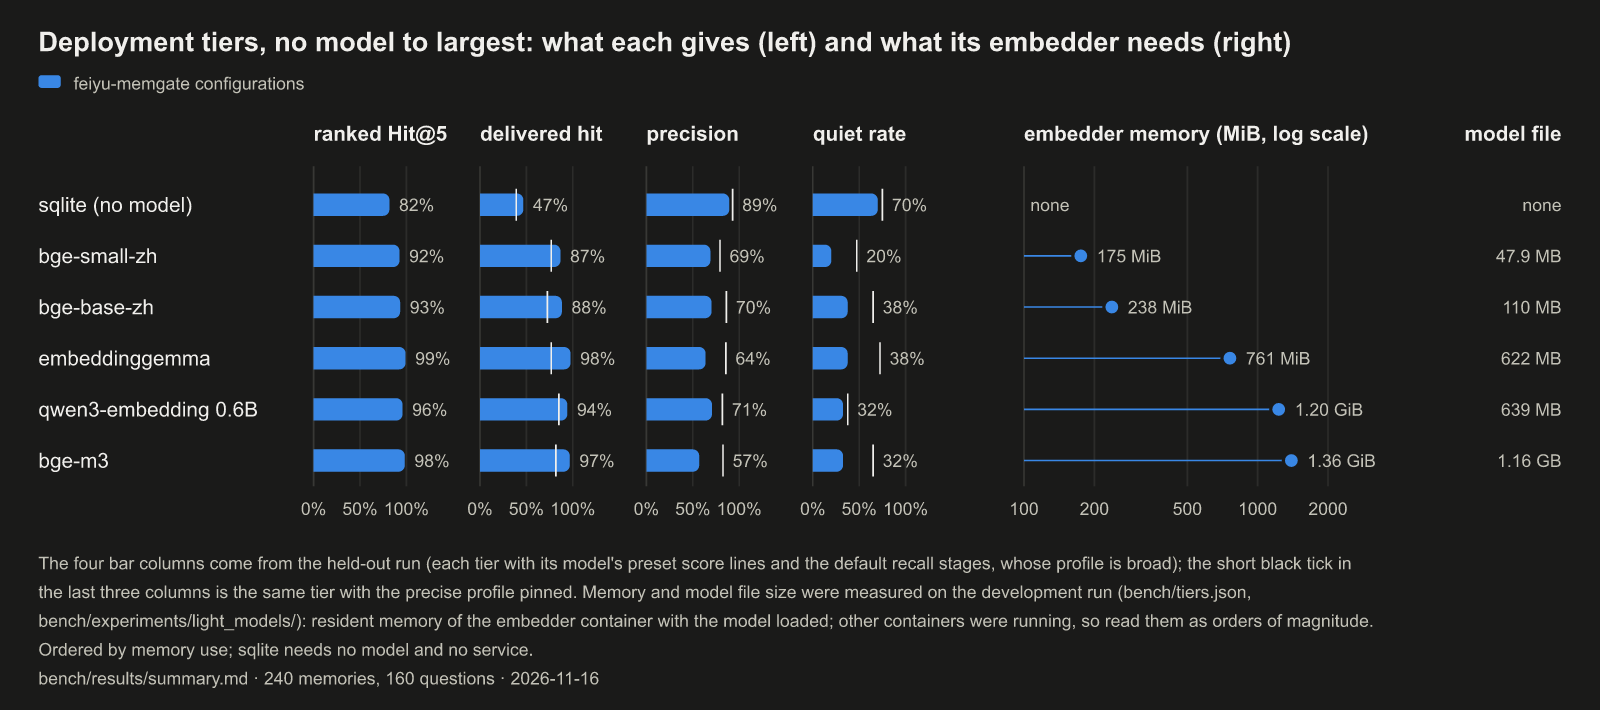 Deployment tiers, no model to largest: what each gives (left) and what its embedder needs (right)
feiyu-memgate configurations
ranked Hit@5 delivered hit precision quiet rate embedder memory (MiB, log scale) model file
sqlite (no model) 82% 47% 89% 70% none none
bge-small-zh 92% 87% 69% 20% 175 MiB 47.9 MB
bge-base-zh 93% 88% 70% 38% 238 MiB 110 MB
embeddinggemma 99% 98% 64% 38% 761 MiB 622 MB
qwen3-embedding 0.6B 96% 94% 71% 32% 1.20 GiB 639 MB
bge-m3 98% 97% 57% 32% 1.36 GiB 1.16 GB
0% 50% 100% 0% 50% 100% 0% 50% 100% 0% 50% 100% 100 200 500 1000 2000
The four bar columns come from the held-out run (each tier with its model's preset score lines and the default recall stages, whose profile is broad); the short black tick in
the last three columns is the same tier with the precise profile pinned. Memory and model file size were measured on the development run (bench/tiers.json,
bench/experiments/light_models/): resident memory of the embedder container with the model loaded; other containers were running, so read them as orders of magnitude.
Ordered by memory use; sqlite needs no model and no service.
bench/results/summary.md · 240 memories, 160 questions · 2026-11-16